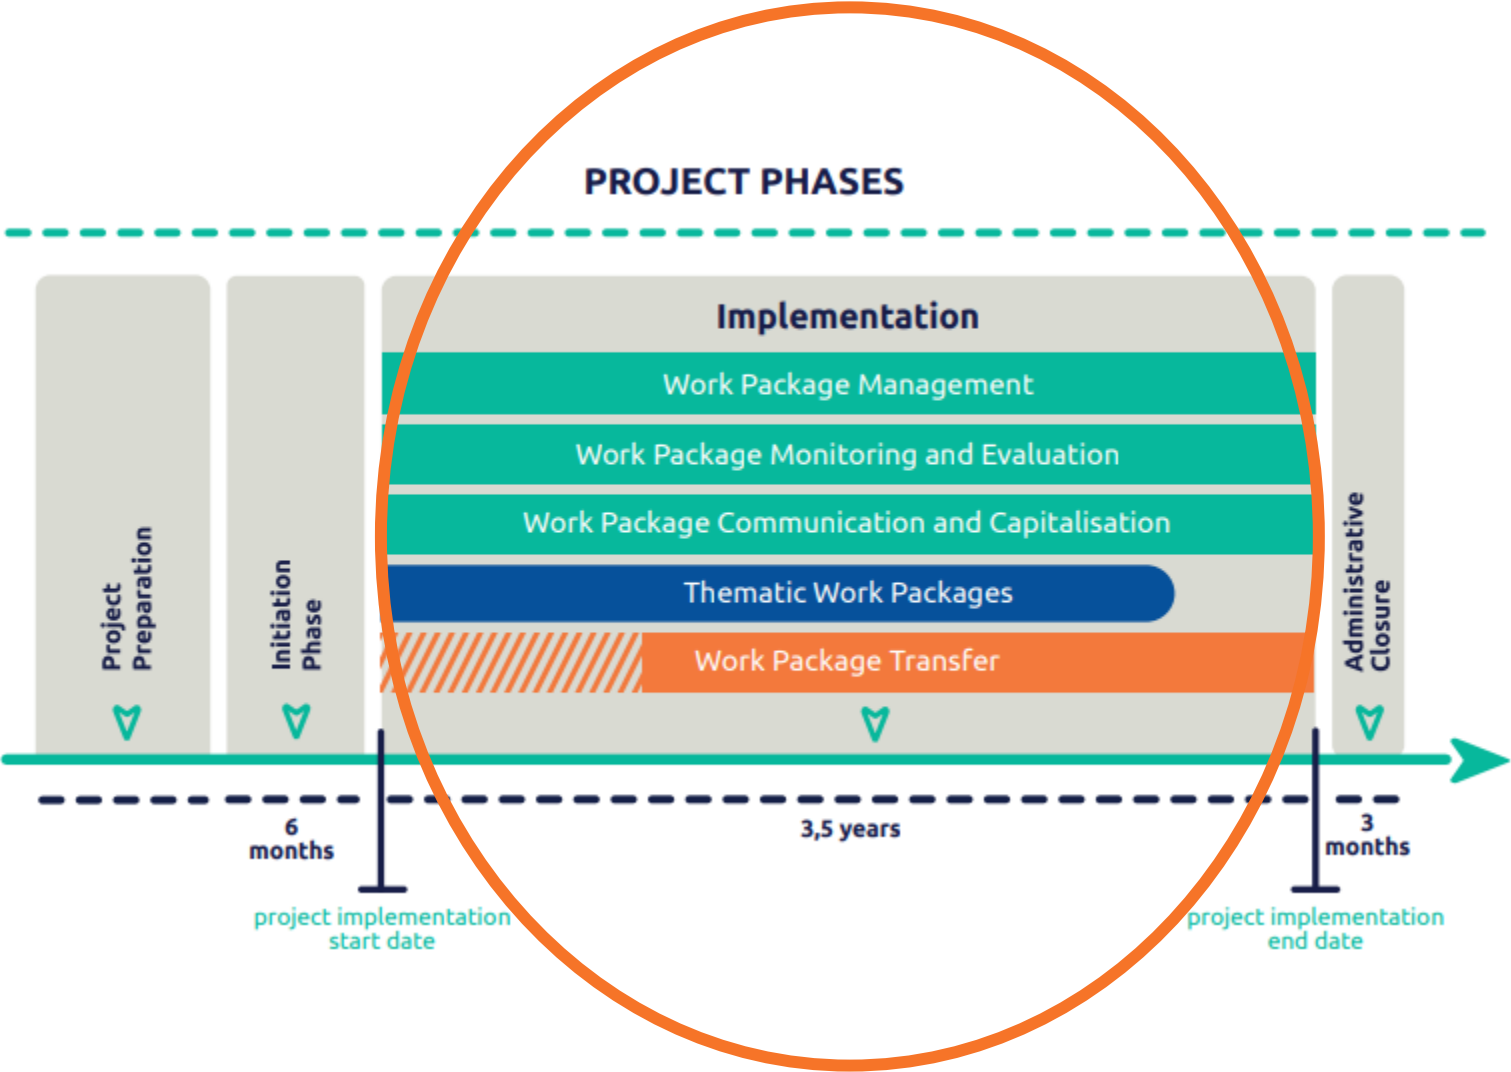 PROJECT PHASES
Project
Preparation
Initiation
Phase
Implementation
Work Package Management
Work Package Monitoring and Evaluation
Work Package Communication and Capitalisation
Thematic Work Packages
Work Package Transfer
Administrative
Closure
6
months
3,5 years
3
months
project implementation
start date
project implementation
end date